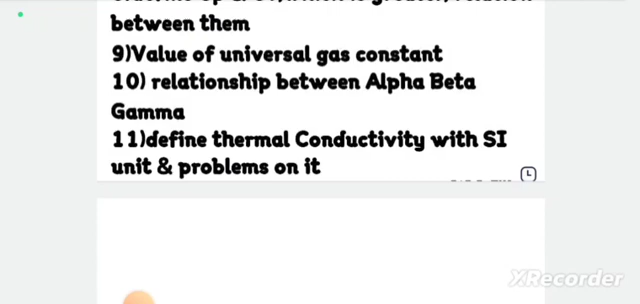 between them
9)Value of universal gas constant
10) relationship between Alpha Beta
Gamma
11)define thermal Conductivity with SI
unit & problems on it
XRecorder